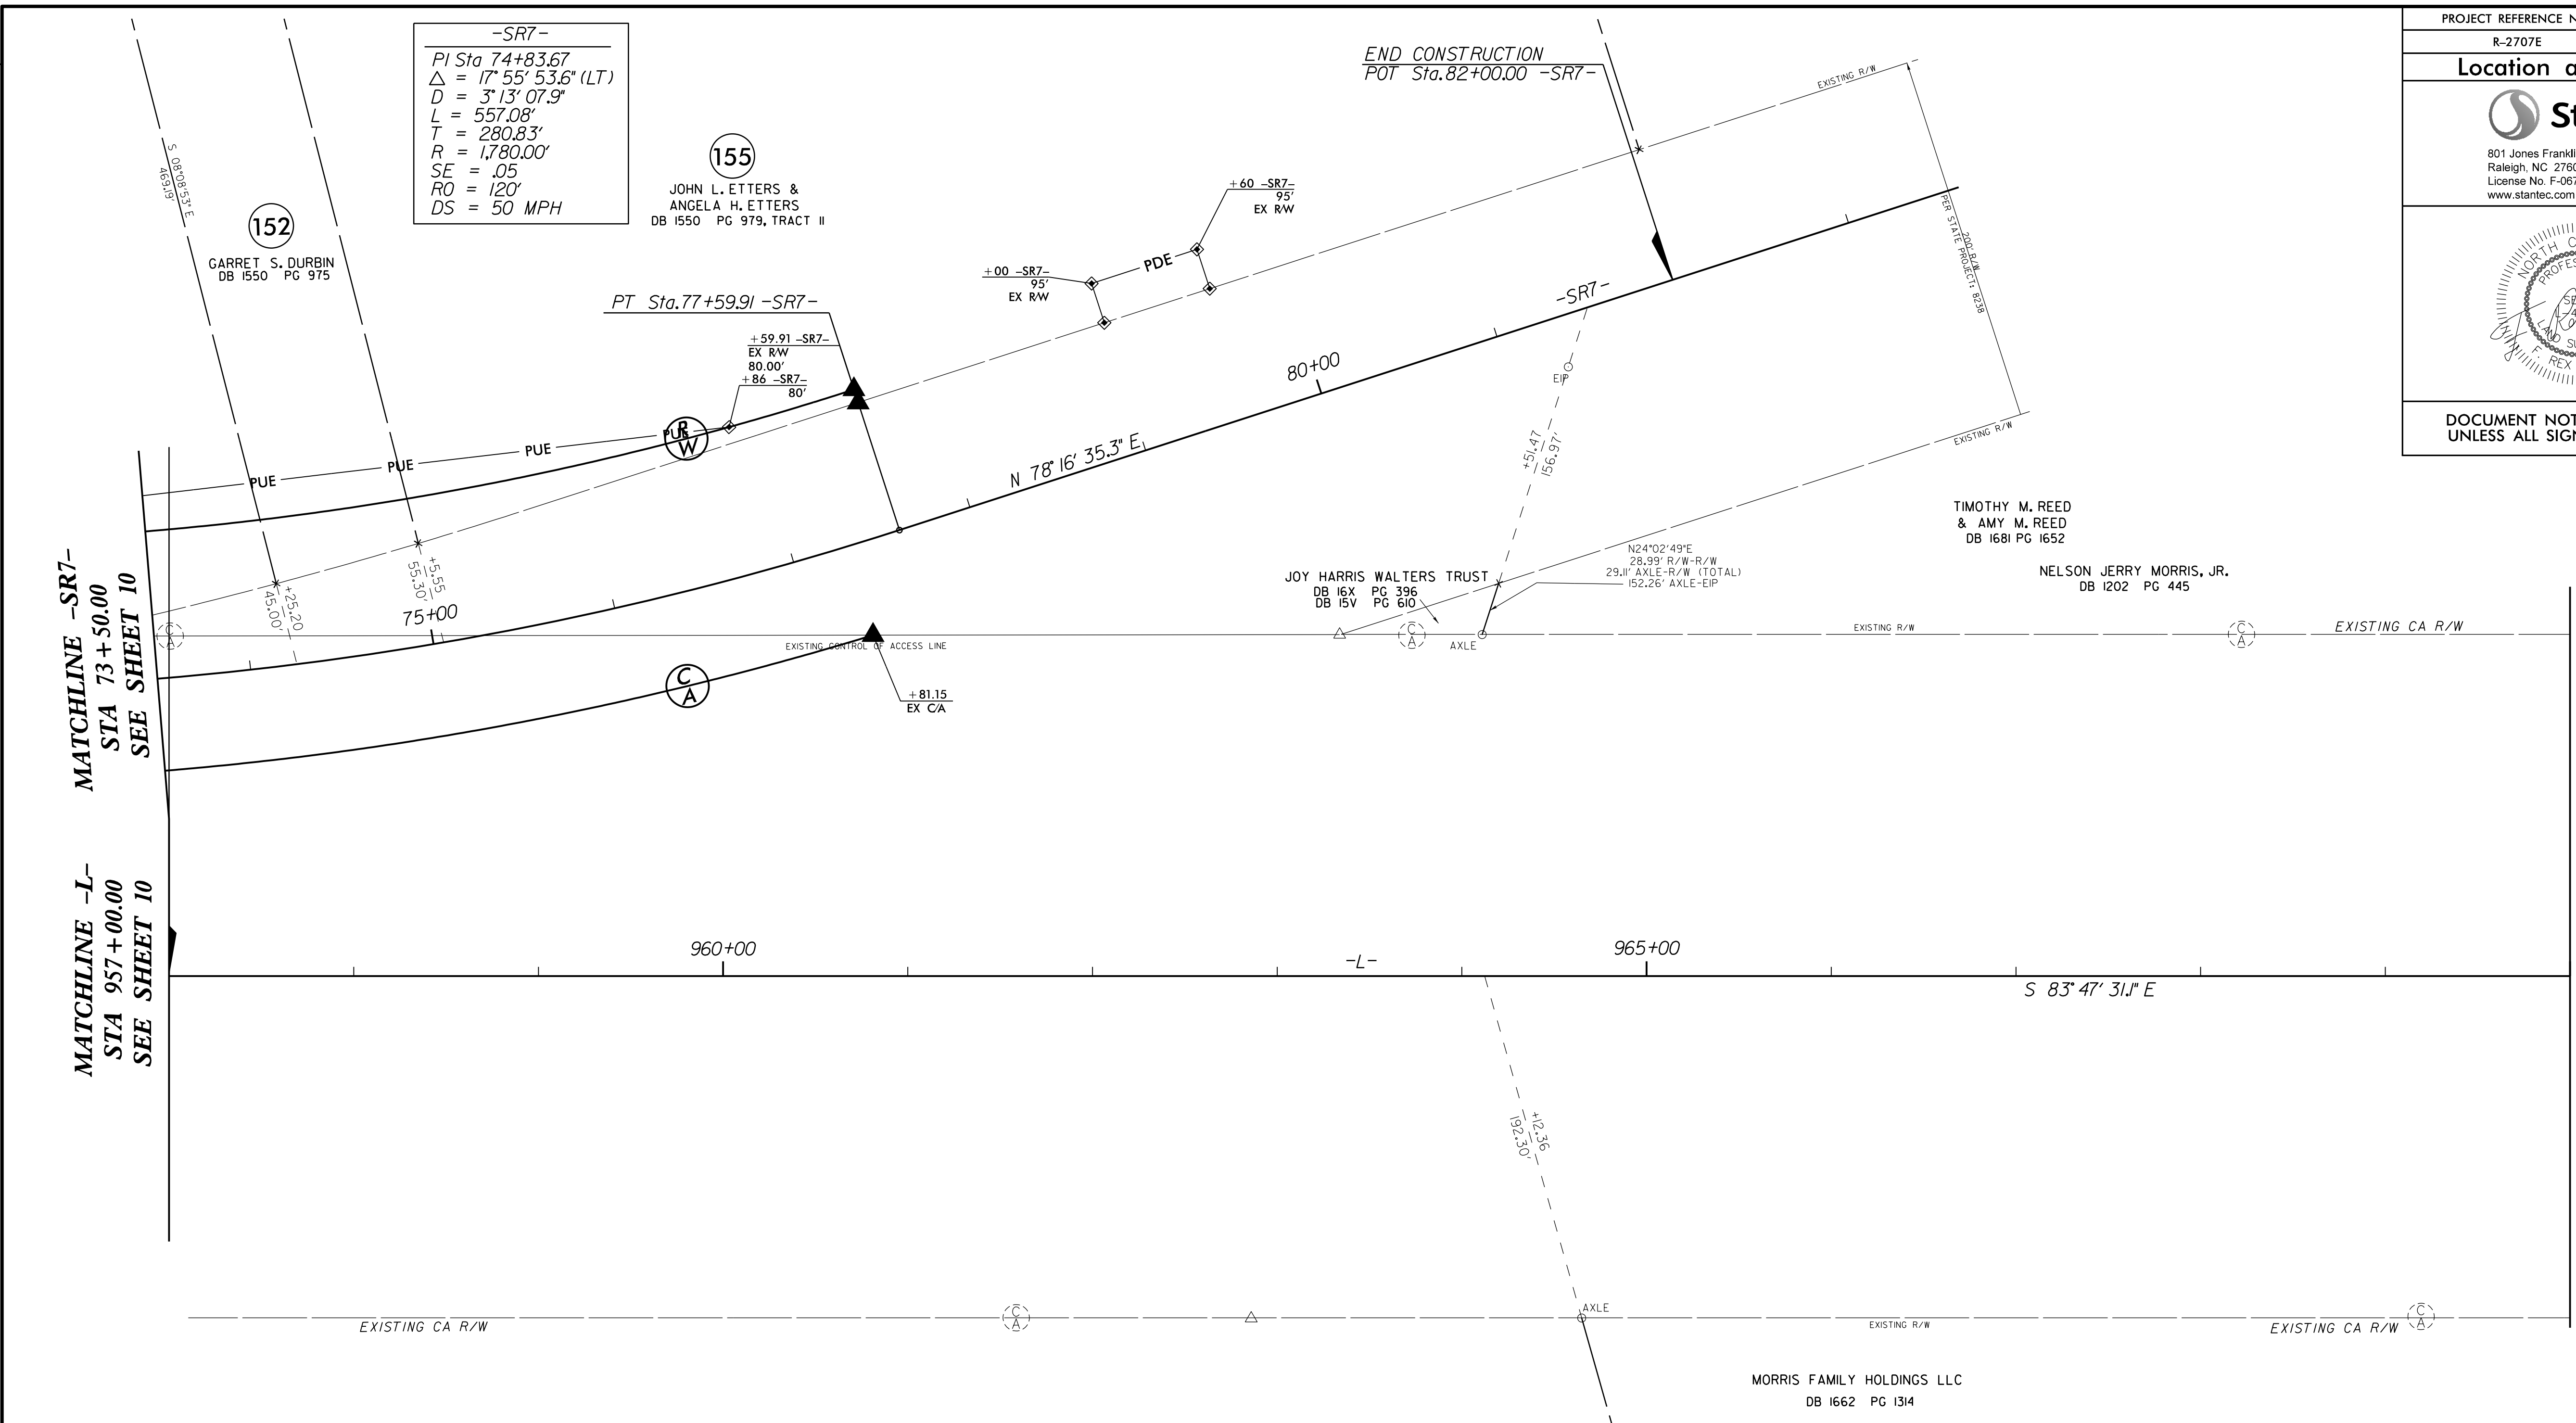 -SR7-
PI Sta 74+83.67
△ = 17° 55' 53.6" (LT)
D = 3° 13' 07.9"
L = 557.08'
T = 280.83'
R = 1,780.00'
SE = .05
RO = 120'
DS = 50 MPH
S 08°08'53" E
469.19'
152
GARRET S. DURBIN
DB 1550 PG 975
155
JOHN L. ETTERS &
ANGELA H. ETTERS
DB 1550 PG 979, TRACT II
END CONSTRUCTION
POT Sta. 82+00.00 -SR7-
EXISTING R/W
200' R/W
PER STATE PROJECT: 8238
PROJECT REFERENCE N
R-2707E
Location a
St
801 Jones Frankli
Raleigh, NC 2760
License No. F-067
www.stantec.com
NORTH C
PROFES
SE
L-4
LAND SU
F. REX
DOCUMENT NOT
UNLESS ALL SIG
+60 -SR7-
95'
EX R/W
PDE
+00 -SR7-
95'
EX R/W
PT Sta. 77+59.91 -SR7-
+59.91 -SR7-
EX R/W
80.00'
+86 -SR7-
80'
PUE
PUE
PUE
PUE
R
W
-SR7-
80+00
N 78° 16' 35.3" E
EIP
+51.47
156.97'
EXISTING R/W
TIMOTHY M. REED
& AMY M. REED
DB 1681 PG 1652
NELSON JERRY MORRIS, JR.
DB 1202 PG 445
N24°02'49"E
28.99' R/W-R/W
29.11' AXLE-R/W (TOTAL)
152.26' AXLE-EIP
JOY HARRIS WALTERS TRUST
DB 16X PG 396
DB 15V PG 610
MATCHLINE -SR7-
STA 73+50.00
SEE SHEET 10
+25.20
45.00'
+5.55
55.30'
75+00
C
A
EXISTING CONTROL OF ACCESS LINE
C
A
AXLE
EXISTING R/W
C
A
EXISTING CA R/W
C
A
+81.15
EX C/A
MATCHLINE -L-
STA 957+00.00
SEE SHEET 10
960+00
-L-
965+00
S 83° 47' 31.1" E
+12.36
192.30'
EXISTING CA R/W
C
A
AXLE
EXISTING R/W
EXISTING CA R/W
C
A
MORRIS FAMILY HOLDINGS LLC
DB 1662 PG 1314